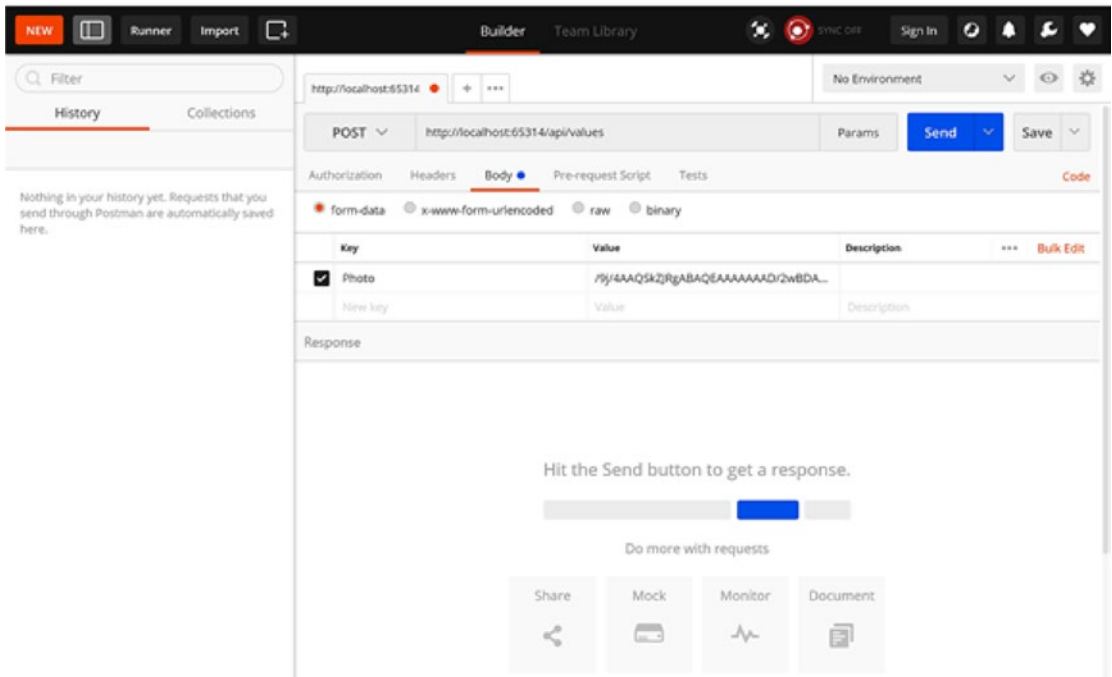 NEW Runner Import Builder Team Library SYNC OFF Sign In
Filter
History Collections
Nothing in your history yet. Requests that you
send through Postman are automatically saved
here.
http://localhost:65314 + •••
No Environment
POST http://localhost:65314/api/values Params Send Save
Authorization Headers Body Pre-request Script Tests Code
form-data x-www-form-urlencoded raw binary
Key Value Description ••• Bulk Edit
Photo /9j/4AAQSkZJRgABAQEAAAAAAAD/2wBDA...
New key Value Description
Response
Hit the Send button to get a response.
Do more with requests
Share Mock Monitor Document